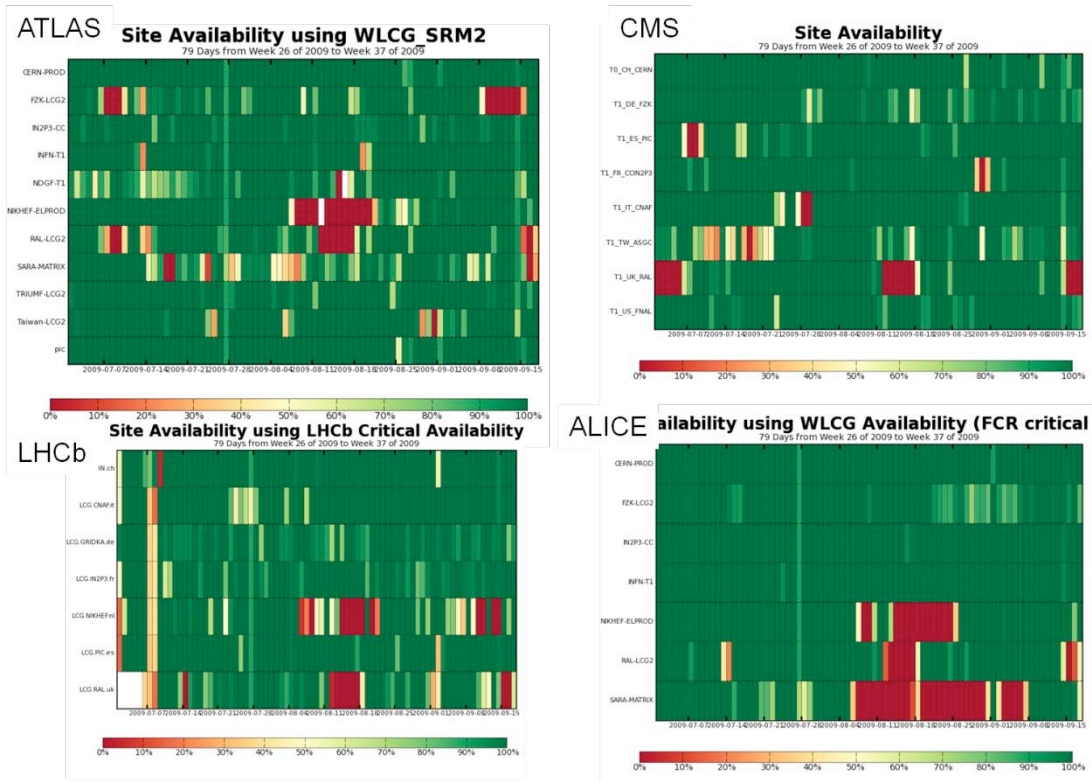 ATLAS
Site Availability using WLCG_SRM2
79 Days from Week 26 of 2009 to Week 37 of 2009
CERN-PROD
FZK-LCG2
IN2P3-CC
INFN-T1
NDGF-T1
NIKHEF-ELPROD
RAL-LCG2
SARA-MATRIX
TRIUMF-LCG2
Taiwan-LCG2
pic
2009-07-07 2009-07-14 2009-07-21 2009-07-28 2009-08-04 2009-08-11 2009-08-18 2009-08-25 2009-09-01 2009-09-08 2009-09-15
0% 10% 20% 30% 40% 50% 60% 70% 80% 90% 100%
CMS
Site Availability
79 Days from Week 26 of 2009 to Week 37 of 2009
T0_CH_CERN
T1_DE_FZK
T1_ES_PIC
T1_FR_CCIN2P3
T1_IT_CNAF
T1_TW_ASGC
T1_UK_RAL
T1_US_FNAL
2009-07-07 2009-07-14 2009-07-21 2009-07-28 2009-08-04 2009-08-11 2009-08-18 2009-08-25 2009-09-01 2009-09-08 2009-09-15
0% 10% 20% 30% 40% 50% 60% 70% 80% 90% 100%
LHCb
Site Availability using LHCb Critical Availability
79 Days from Week 26 of 2009 to Week 37 of 2009
LCG.CNAF.it
LCG.GRIDKA.de
LCG.IN2P3.fr
LCG.NIKHEF.nl
LCG.PIC.es
LCG.RAL.uk
2009-07-07 2009-07-14 2009-07-21 2009-07-28 2009-08-04 2009-08-11 2009-08-18 2009-08-25 2009-09-01 2009-09-08 2009-09-15
0% 10% 20% 30% 40% 50% 60% 70% 80% 90% 100%
ALICE
ailability using WLCG Availability (FCR critical
79 Days from Week 26 of 2009 to Week 37 of 2009
CERN-PROD
FZK-LCG2
IN2P3-CC
INFN-T1
NIKHEF-ELPROD
RAL-LCG2
SARA-MATRIX
2009-07-07 2009-07-14 2009-07-21 2009-07-28 2009-08-04 2009-08-11 2009-08-18 2009-08-25 2009-09-01 2009-09-08 2009-09-15
0% 10% 20% 30% 40% 50% 60% 70% 80% 90% 100%